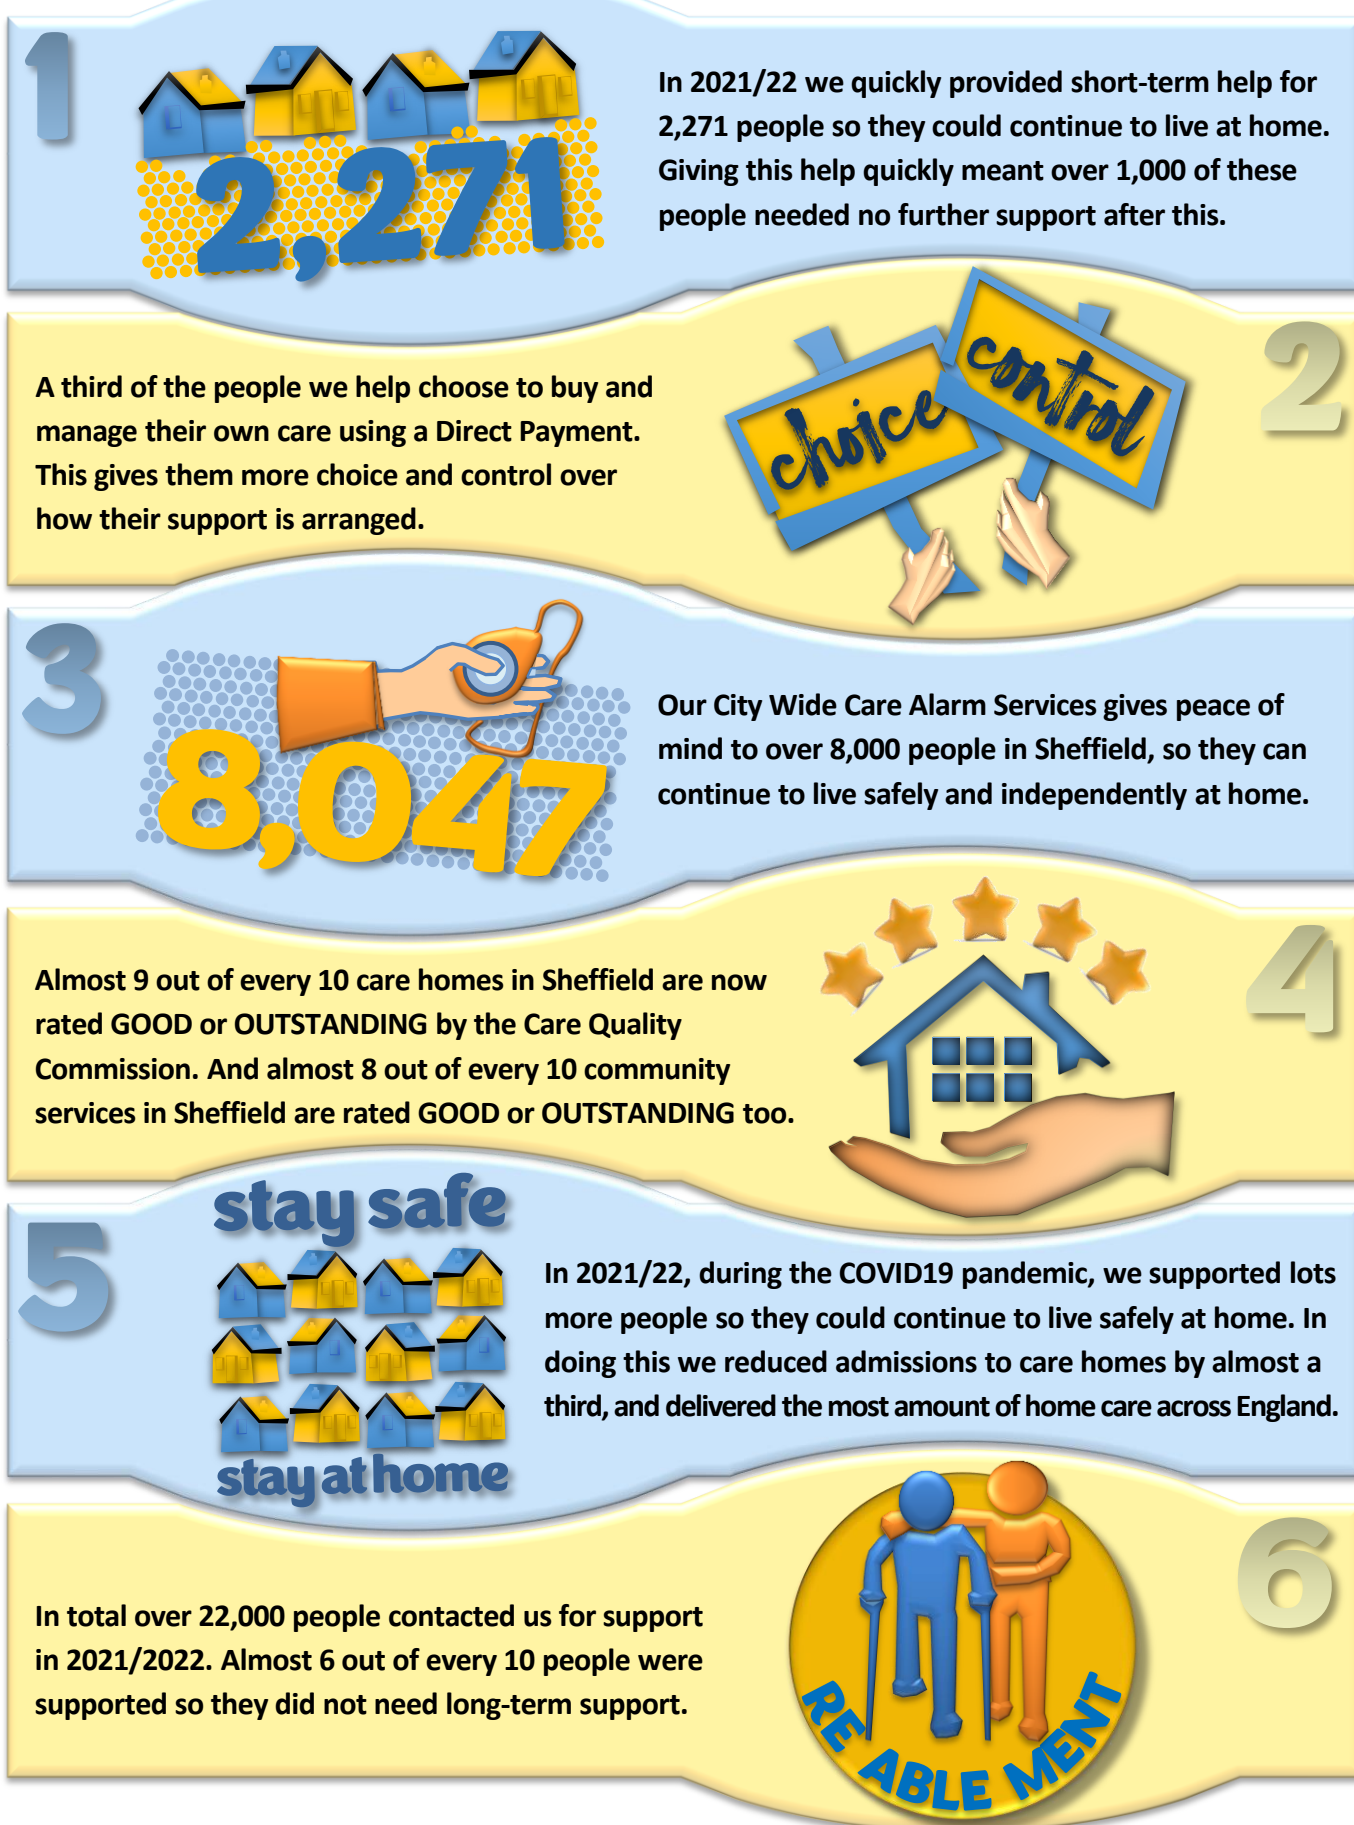 1
2,271
In 2021/22 we quickly provided short-term help for
2,271 people so they could continue to live at home.
Giving this help quickly meant over 1,000 of these
people needed no further support after this.
A third of the people we help choose to buy and
manage their own care using a Direct Payment.
This gives them more choice and control over
how their support is arranged.
choice
control
2
3
8,047
Our City Wide Care Alarm Services gives peace of
mind to over 8,000 people in Sheffield, so they can
continue to live safely and independently at home.
Almost 9 out of every 10 care homes in Sheffield are now
rated GOOD or OUTSTANDING by the Care Quality
Commission. And almost 8 out of every 10 community
services in Sheffield are rated GOOD or OUTSTANDING too.
4
5
stay safe
stay at home
In 2021/22, during the COVID19 pandemic, we supported lots
more people so they could continue to live safely at home. In
doing this we reduced admissions to care homes by almost a
third, and delivered the most amount of home care across England.
In total over 22,000 people contacted us for support
in 2021/2022. Almost 6 out of every 10 people were
supported so they did not need long-term support.
RE ABLE MENT
6